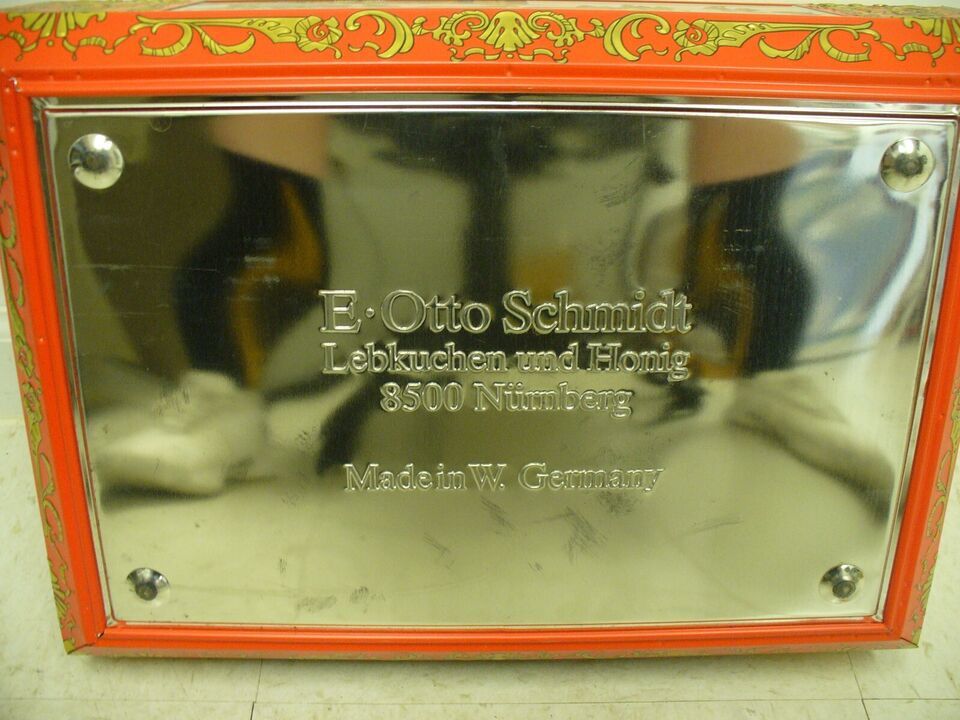 E·Otto Schmidt
Lebkuchen und Honig
8500 Nürnberg
Made in W. Germany